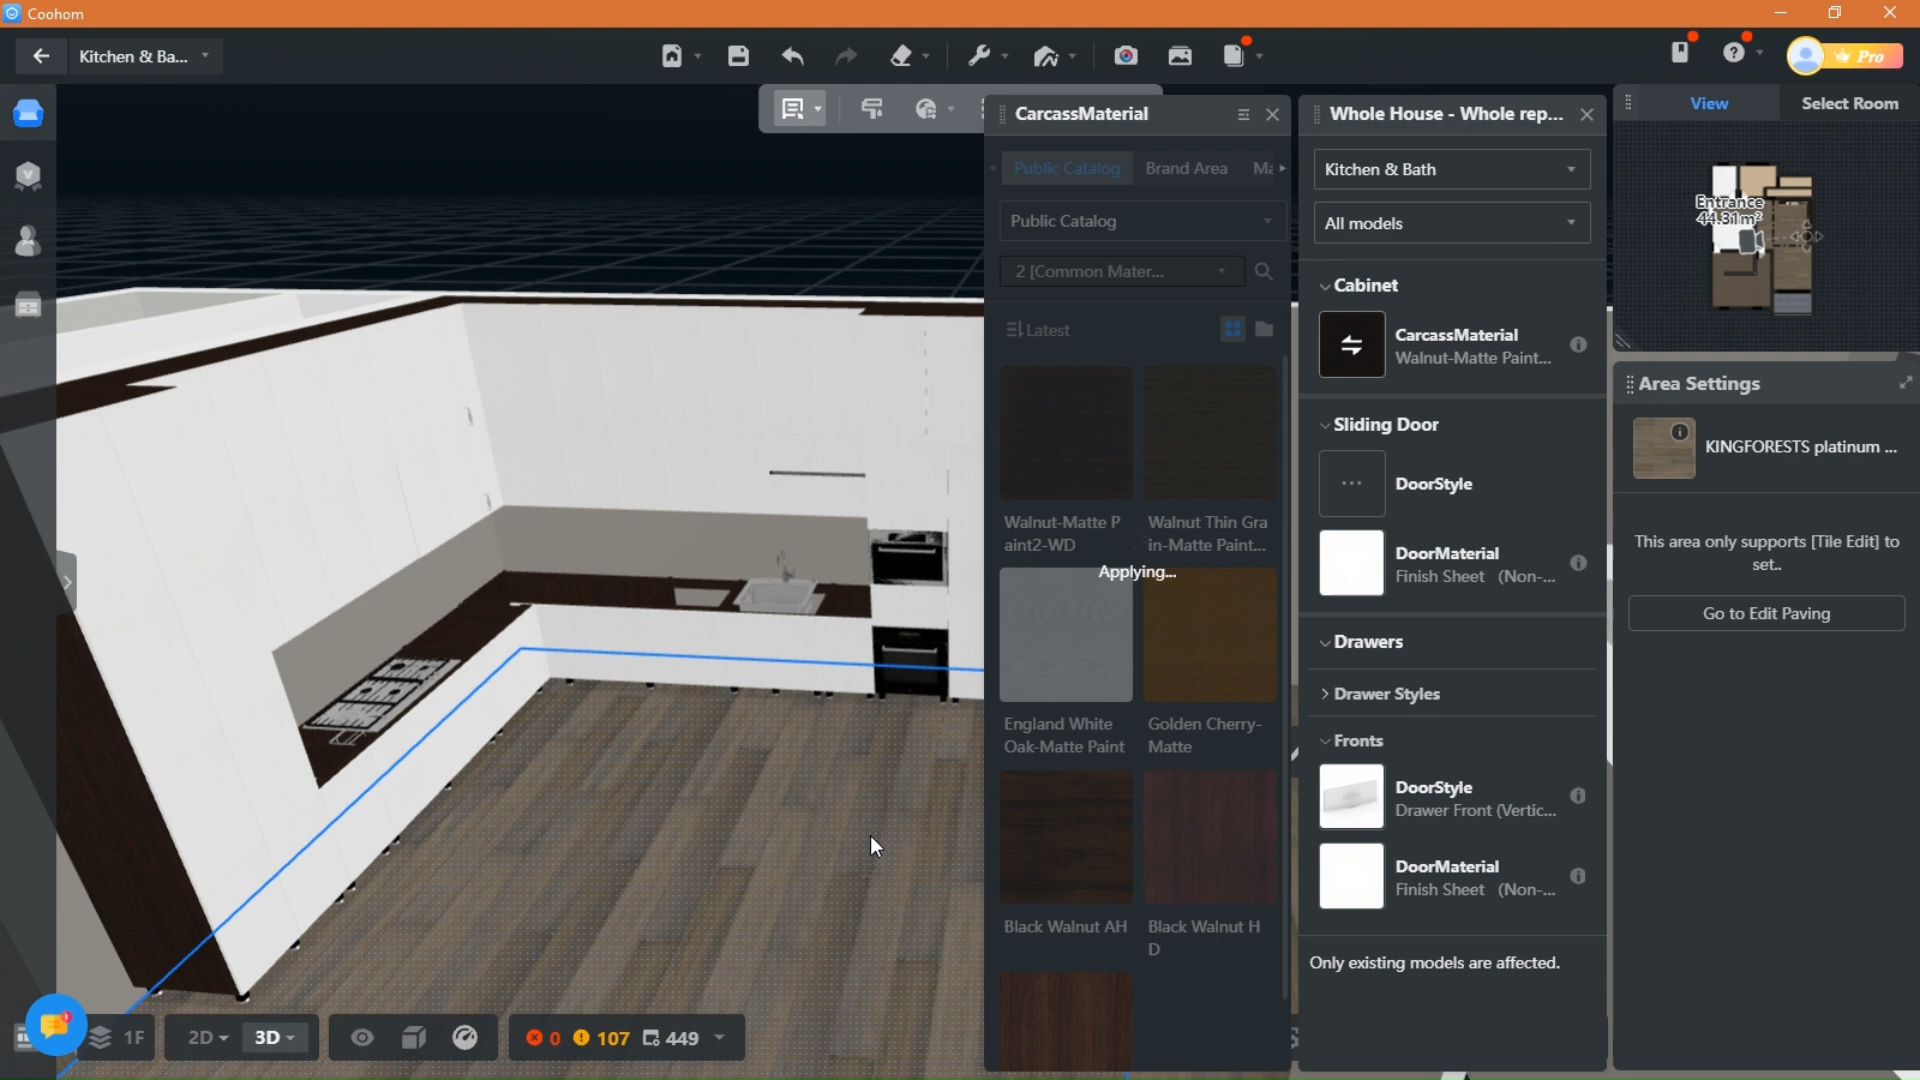 Coohom
Kitchen & Ba...
Pro
CarcassMaterial
Public Catalog
Brand Area
Public Catalog
2 [Common Mater...
Latest
Walnut-Matte P
aint2-WD
Walnut Thin Gra
in-Matte Paint...
Applying...
England White
Oak-Matte Paint
Golden Cherry-
Matte
Black Walnut AH
Black Walnut H
D
Whole House - Whole rep...
Kitchen & Bath
All models
Cabinet
CarcassMaterial
Walnut-Matte Paint...
Sliding Door
DoorStyle
DoorMaterial
Finish Sheet (Non-...
Drawers
Drawer Styles
Fronts
DoorStyle
Drawer Front (Vertic...
DoorMaterial
Finish Sheet (Non-...
Only existing models are affected.
View
Select Room
Entrance
44.31m²
Area Settings
KINGFORESTS platinum ...
This area only supports [Tile Edit] to
set..
Go to Edit Paving
1F
2D
3D
0
107
449